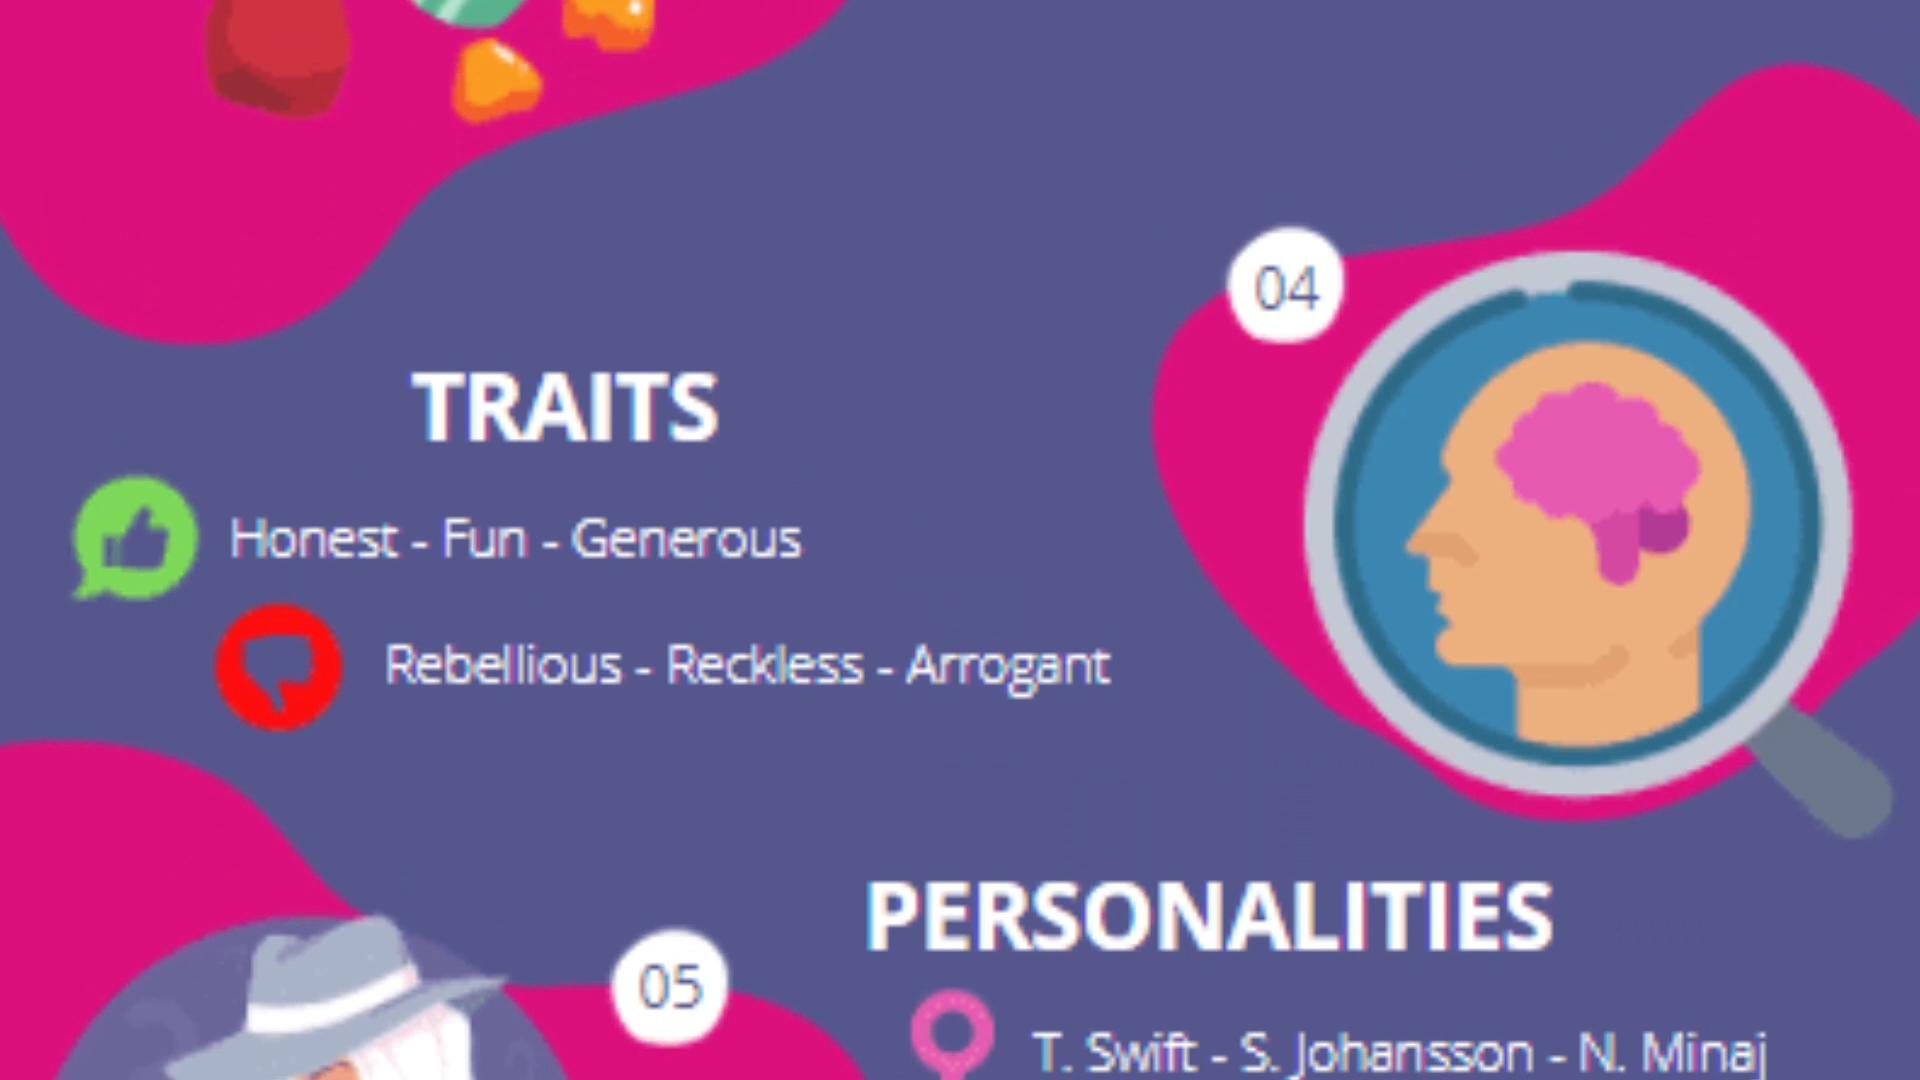 04
TRAITS
Honest - Fun - Generous
Rebellious - Reckless - Arrogant
PERSONALITIES
05
T. Swift - S. Johansson - N. Minaj